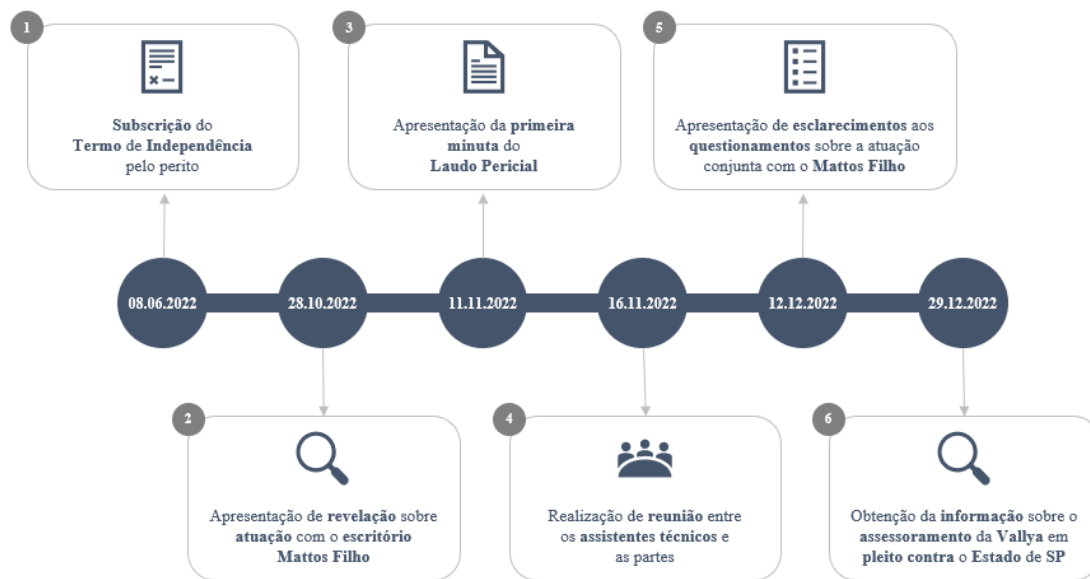 1
Subscrição do
Termo de Independência
pelo perito
3
Apresentação da primeira
minuta do
Laudo Pericial
5
Apresentação de esclarecimentos aos
questionamentos sobre a atuação
conjunta com o Mattos Filho
08.06.2022
28.10.2022
11.11.2022
16.11.2022
12.12.2022
29.12.2022
2
Apresentação de revelação sobre
atuação com o escritório
Mattos Filho
4
Realização de reunião entre
os assistentes técnicos e
as partes
6
Obtenção da informação sobre o
assessoramento da Vallya em
pleito contra o Estado de SP